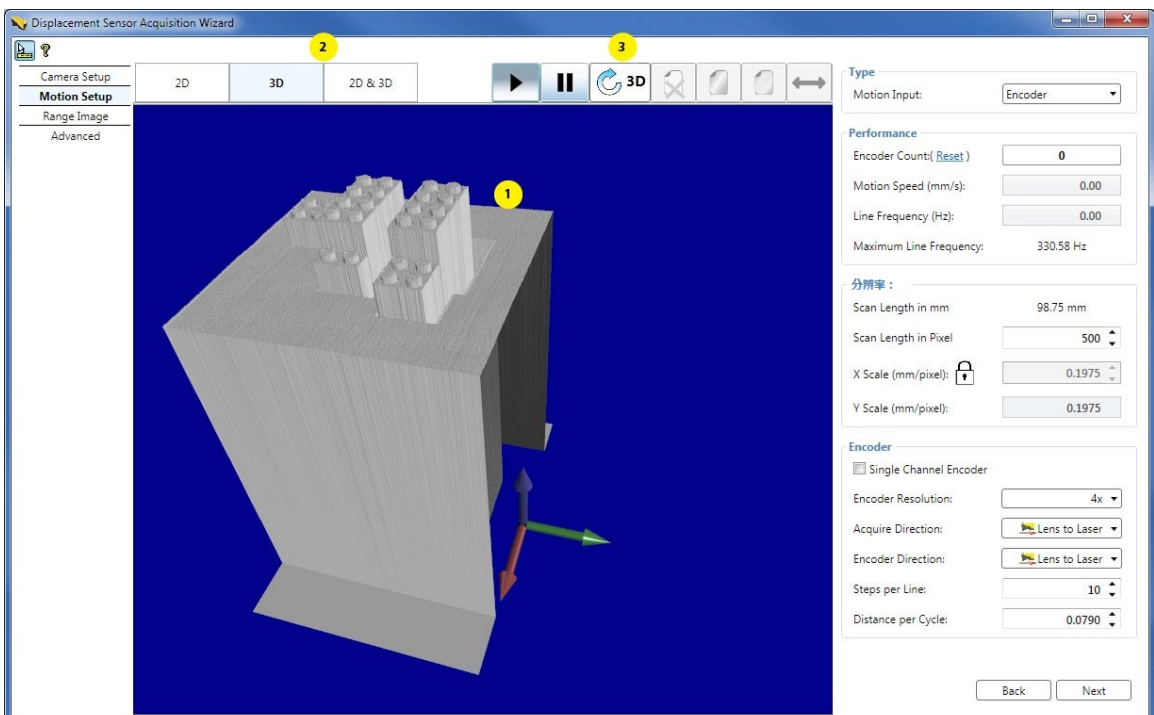 Displacement Sensor Acquisition Wizard
?
2
3
Camera Setup
Motion Setup
Range Image
Advanced
2D
3D
2D & 3D
3D
1
Type
Motion Input: Encoder
Performance
Encoder Count:( Reset ) 0
Motion Speed (mm/s): 0.00
Line Frequency (Hz): 0.00
Maximum Line Frequency: 330.58 Hz
分辨率：
Scan Length in mm 98.75 mm
Scan Length in Pixel 500
X Scale (mm/pixel): 0.1975
Y Scale (mm/pixel): 0.1975
Encoder
Single Channel Encoder
Encoder Resolution: 4x
Acquire Direction: Lens to Laser
Encoder Direction: Lens to Laser
Steps per Line: 10
Distance per Cycle: 0.0790
Back Next